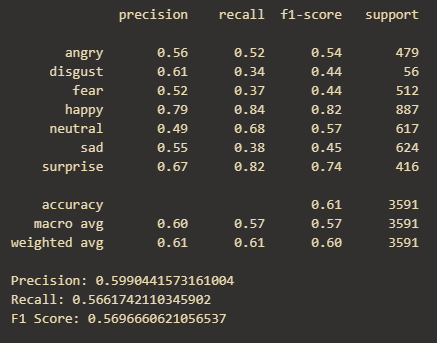 precision recall f1-score support
angry 0.56 0.52 0.54 479
disgust 0.61 0.34 0.44 56
fear 0.52 0.37 0.44 512
happy 0.79 0.84 0.82 887
neutral 0.49 0.68 0.57 617
sad 0.55 0.38 0.45 624
surprise 0.67 0.82 0.74 416
accuracy 0.61 3591
macro avg 0.60 0.57 0.57 3591
weighted avg 0.61 0.61 0.60 3591
Precision: 0.5990441573161004
Recall: 0.5661742110345902
F1 Score: 0.5696660621056537